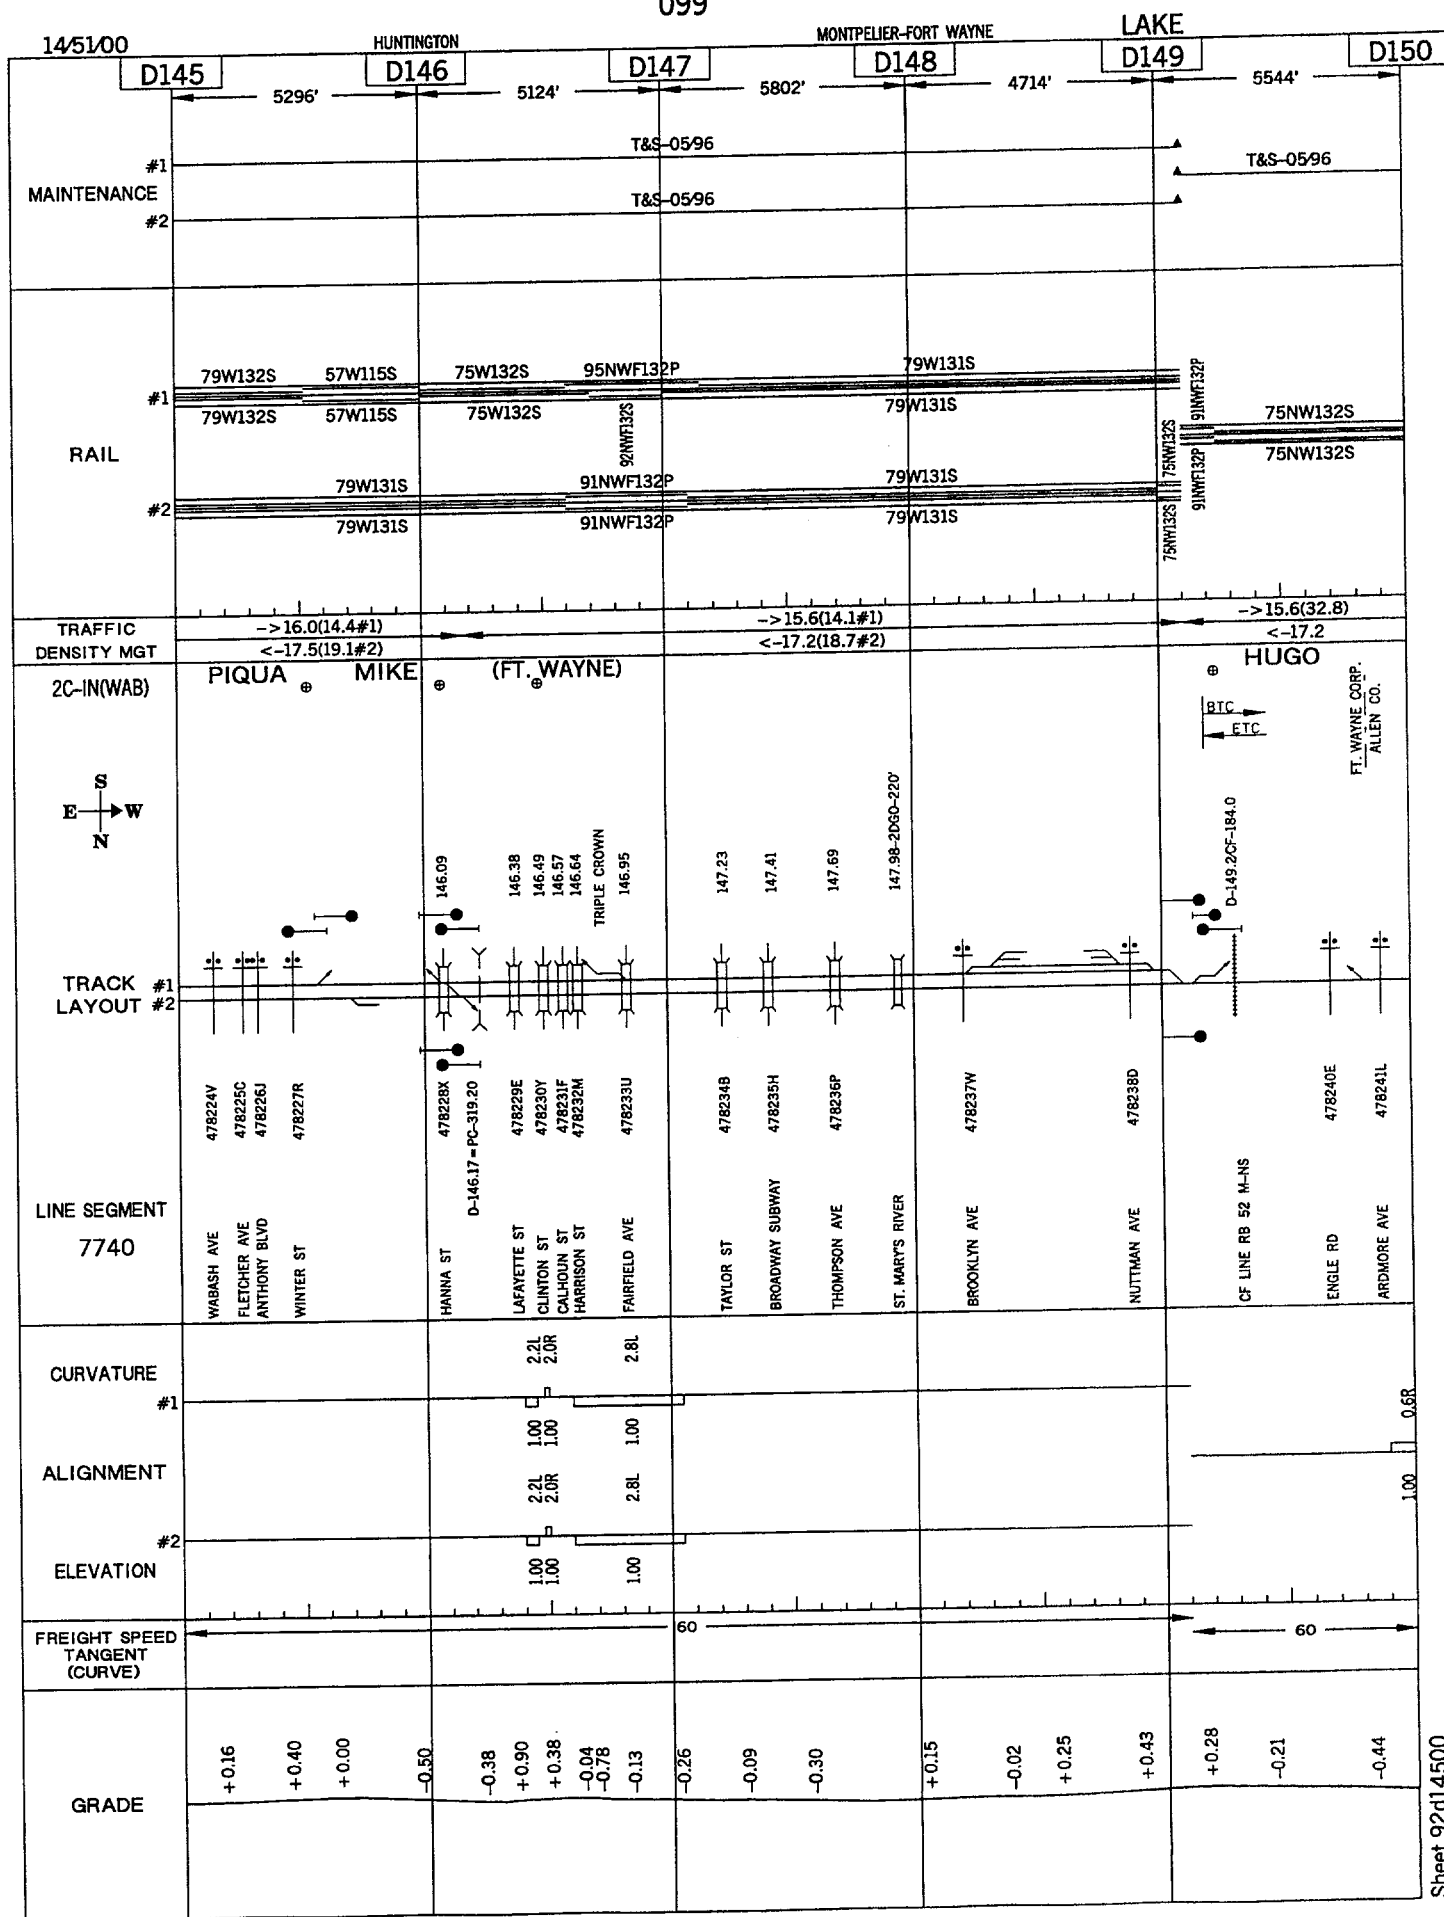 099
14/51/00
HUNTINGTON
MONTPELIER-FORT WAYNE
LAKE
D145 D146 D147 D148 D149 D150
5296' 5124' 5802' 4714' 5544'
MAINTENANCE
#1
T&S-05/96
T&S-05/96
#2
T&S-05/96
RAIL
#1
79W132S 57W115S 75W132S 95NWF132P 79W131S
79W132S 57W115S 75W132S 92NWF132S 79W131S
91NWF132P
75NW132S
75NW132S
75NW132S
91NWF132P
75NW132S
#2
79W131S 91NWF132P 79W131S
79W131S 91NWF132P 79W131S
TRAFFIC
DENSITY MGT
->16.0(14.4#1) ->15.6(14.1#1) ->15.6(32.8)
<-17.5(19.1#2) <-17.2(18.7#2) <-17.2
2C-IN(WAB)
PIQUA MIKE (FT. WAYNE) HUGO
BTC
ETC
FT. WAYNE CORP.
ALLEN CO.
S
E W
N
146.09
146.38
146.49
146.57
146.64
TRIPLE CROWN
146.95
147.23
147.41
147.69
147.98-2DGO-220'
D-149.2/CF-184.0
TRACK #1
LAYOUT #2
478224V
478225C
478226J
478227R
478228X
D-146.17=PC-319.20
478229E
478230Y
478231F
478232M
478233U
478234B
478235H
478236P
478237W
478238D
478240E
478241L
LINE SEGMENT
7740
WABASH AVE
FLETCHER AVE
ANTHONY BLVD
WINTER ST
HANNA ST
LAFAYETTE ST
CLINTON ST
CALHOUN ST
HARRISON ST
FAIRFIELD AVE
TAYLOR ST
BROADWAY SUBWAY
THOMPSON AVE
ST. MARY'S RIVER
BROOKLYN AVE
NUTTMAN AVE
CF LINE RB 52 M-NS
ENGLE RD
ARDMORE AVE
CURVATURE
#1
2.2L
2.0R
2.8L
1.00
1.00
1.00
0.6R
1.00
ALIGNMENT
2.2L
2.0R
2.8L
#2
ELEVATION
1.00
1.00
1.00
FREIGHT SPEED
TANGENT
(CURVE)
60
60
GRADE
+0.16
+0.40
+0.00
-0.50
-0.38
+0.90
+0.38
-0.04
-0.78
-0.13
-0.26
-0.09
-0.30
+0.15
-0.02
+0.25
+0.43
+0.28
-0.21
-0.44
Sheet 92d14500